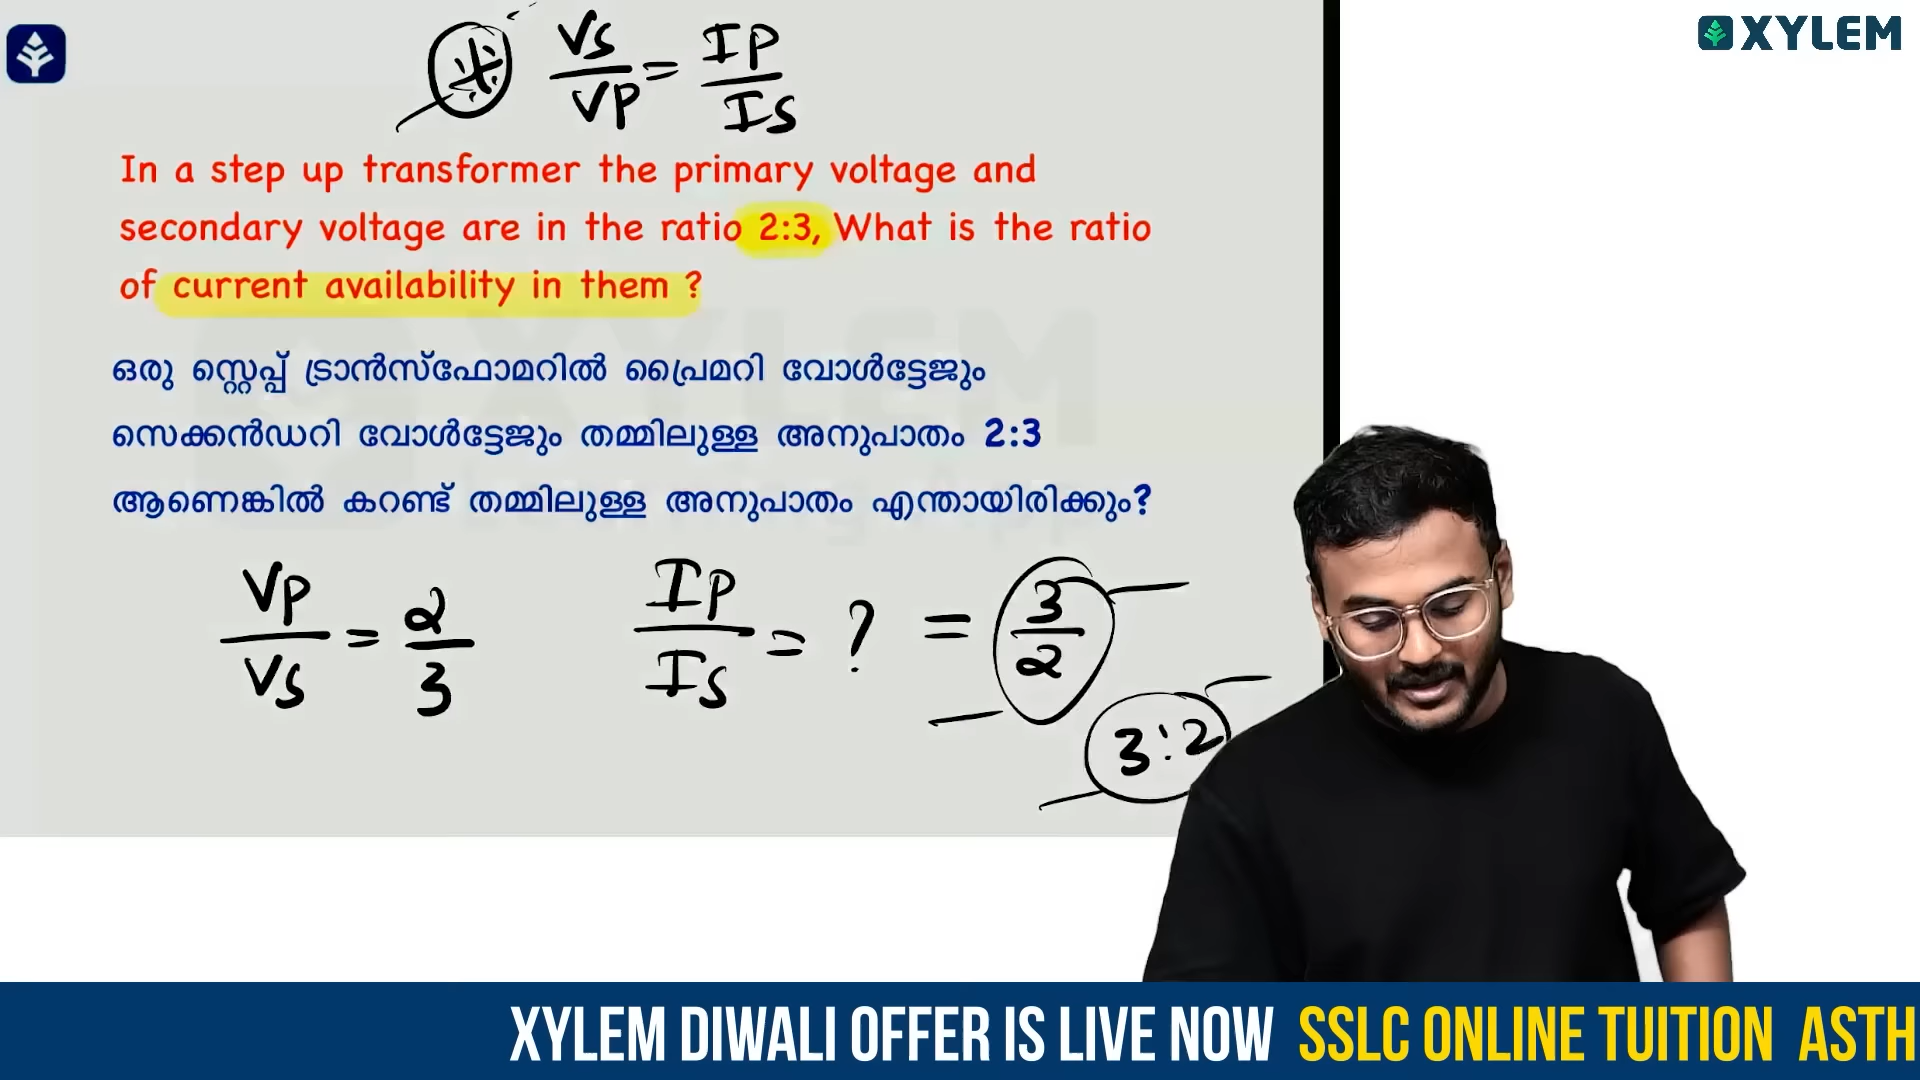 XYLEM
Vs/VP = IP/Is
In a step up transformer the primary voltage and
secondary voltage are in the ratio 2:3, What is the ratio
of current availability in them ?
ഒരു സ്റ്റെപ്പ് ട്രാൻസ്ഫോമറിൽ പ്രൈമറി വോൾട്ടേജും
സെക്കൻഡറി വോൾട്ടേജും തമ്മിലുള്ള അനുപാതം 2:3
ആണെങ്കിൽ കറണ്ട് തമ്മിലുള്ള അനുപാതം എന്തായിരിക്കും?
VP/Vs = 2/3 IP/Is = ? = 3/2
3:2
XYLEM DIWALI OFFER IS LIVE NOW SSLC ONLINE TUITION ASTH